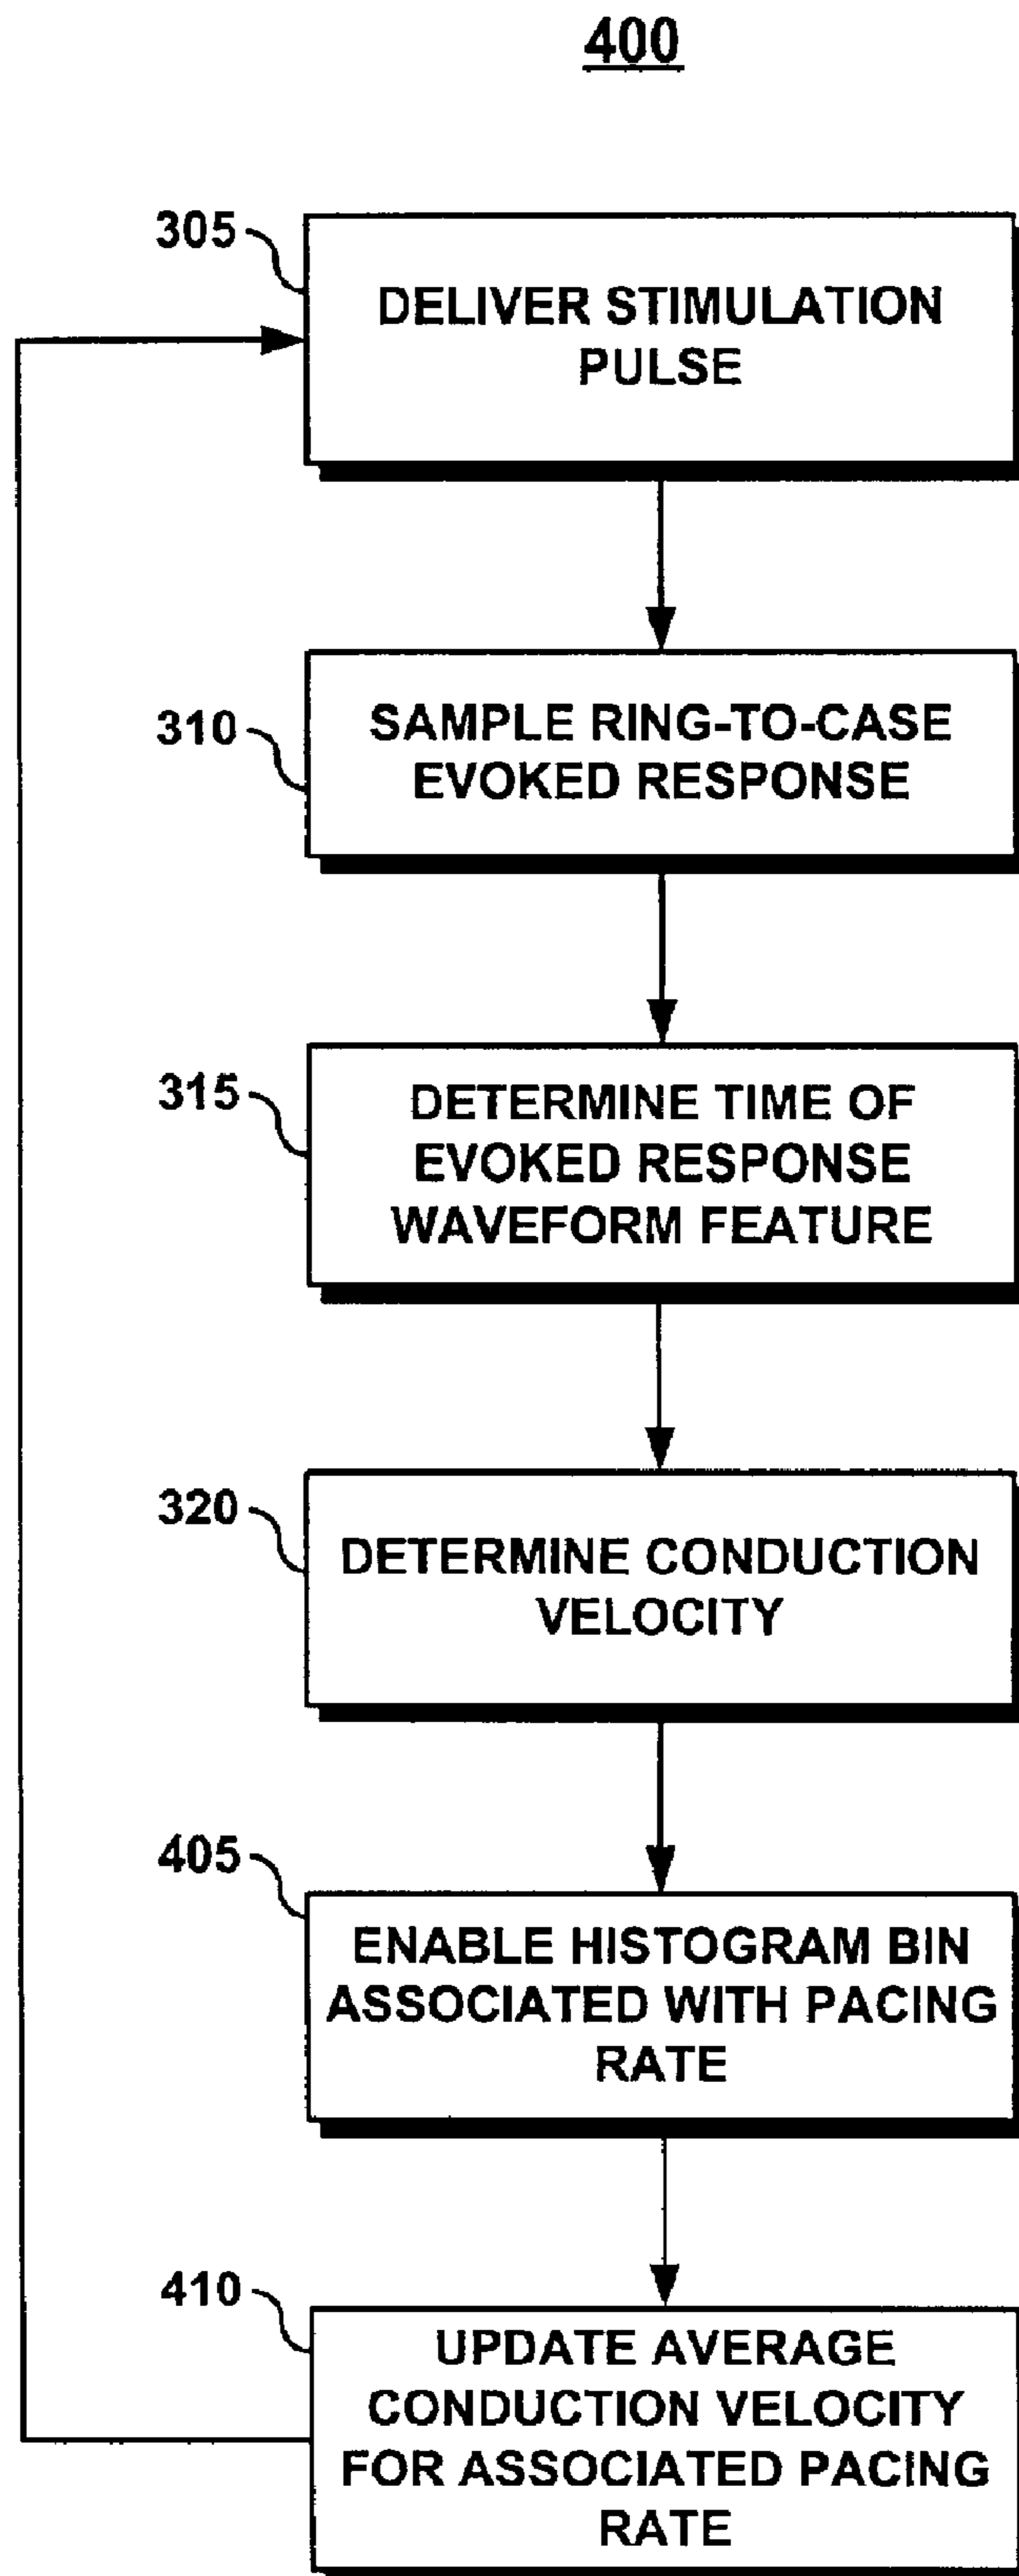 400
305
DELIVER STIMULATION
PULSE
310
SAMPLE RING-TO-CASE
EVOKED RESPONSE
315
DETERMINE TIME OF
EVOKED RESPONSE
WAVEFORM FEATURE
320
DETERMINE CONDUCTION
VELOCITY
405
ENABLE HISTOGRAM BIN
ASSOCIATED WITH PACING
RATE
410
UPDATE AVERAGE
CONDUCTION VELOCITY
FOR ASSOCIATED PACING
RATE